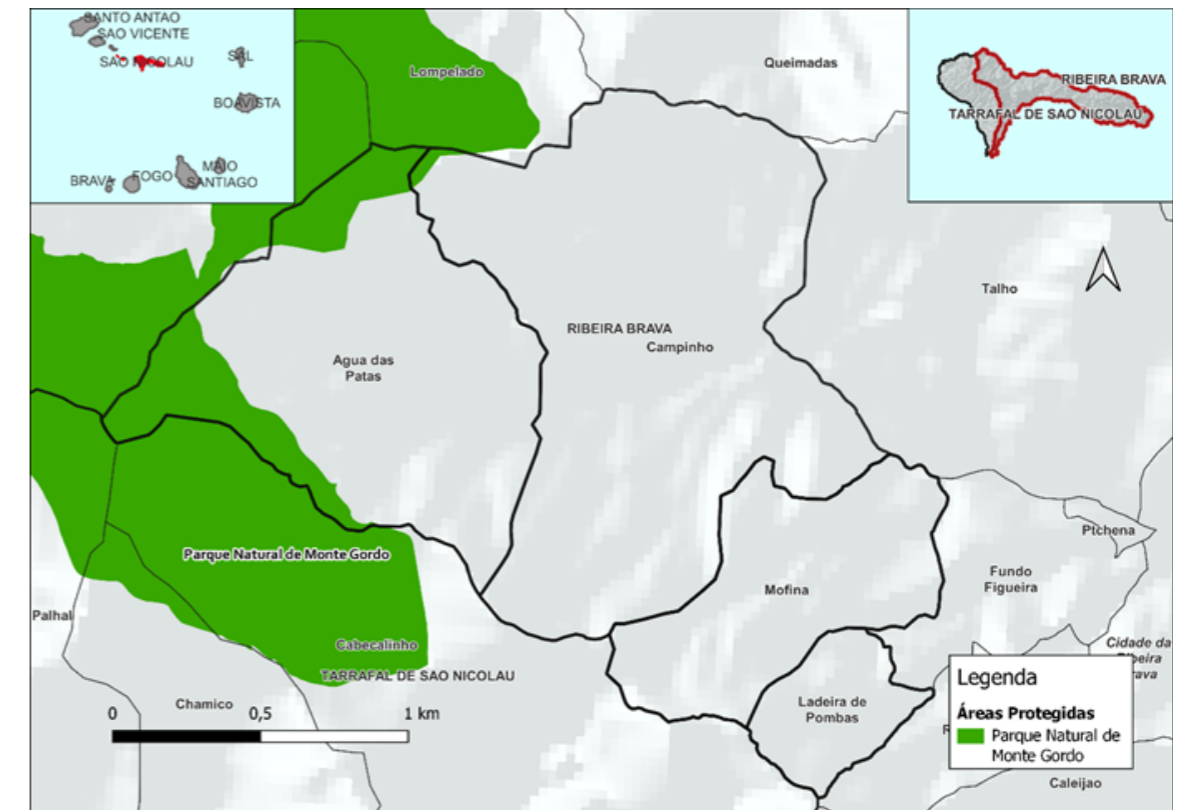 SANTO ANTAO
SAO VICENTE
SAO NICOLAU
SAL
BOAVISTA
MAIO
FOGO
BRAVA
SANTIAGO
Lompelado
Queimadas
RIBEIRA BRAVA
TARRAFAL DE SAO NICOLAU
Talho
RIBEIRA BRAVA
Campinho
Agua das
Patas
Ptchena
Parque Natural de Monte Gordo
Fundo
Figueira
Mofina
Palhal
Cabecalinho
TARRAFAL DE SAO NICOLAU
Cidade da
Chamico
Ladeira de
Pombas
0 0,5 1 km
Legenda
Áreas Protegidas
Parque Natural de
Monte Gordo
Caleijao